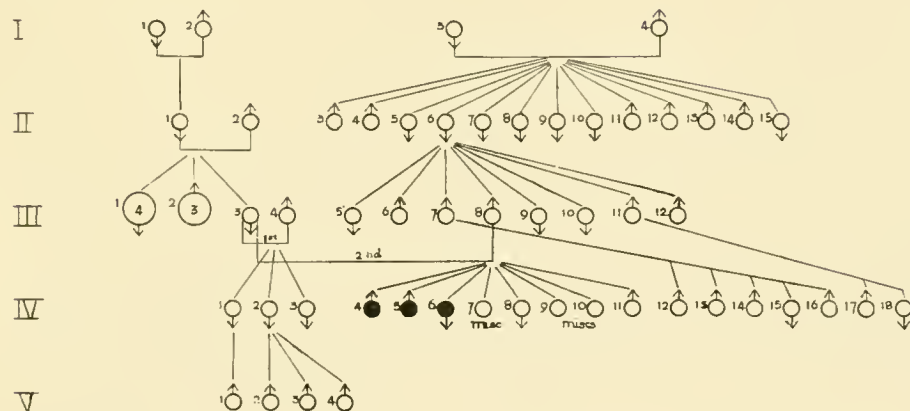 I 1 2 3 4
II 1 2 3 4 5 6 7 8 9 10 11 12 13 14 15
III 1 4 2 3 3 4 5 6 7 8 9 10 11 12
1st
2nd
IV 1 2 3 4 5 6 7 8 9 10 11 12 13 14 15 16 17 18
misc miscs
V 1 2 3 4